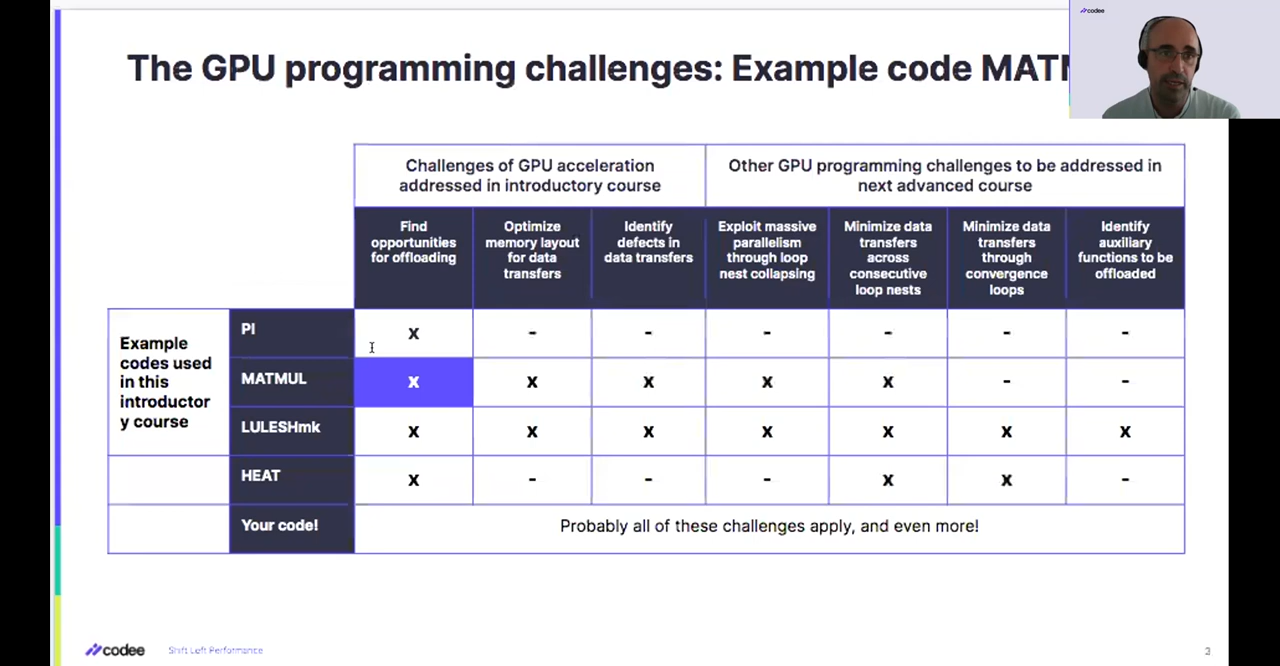 codee
The GPU programming challenges: Example code MATM
Challenges of GPU acceleration
addressed in introductory course
Other GPU programming challenges to be addressed in
next advanced course
Find
opportunities
for offloading
Optimize
memory layout
for data
transfers
Identify
defects in
data transfers
Exploit massive
parallelism
through loop
nest collapsing
Minimize data
transfers
across
consecutive
loop nests
Minimize data
transfers
through
convergence
loops
Identify
auxiliary
functions to be
offloaded
Example
codes used
in this
introductor
y course
PI
x - - - - - -
MATMUL
x x x x x - -
LULESHmk
x x x x x x x
HEAT
x - - - x x -
Your code!
Probably all of these challenges apply, and even more!
codee
Shift Left Performance
3